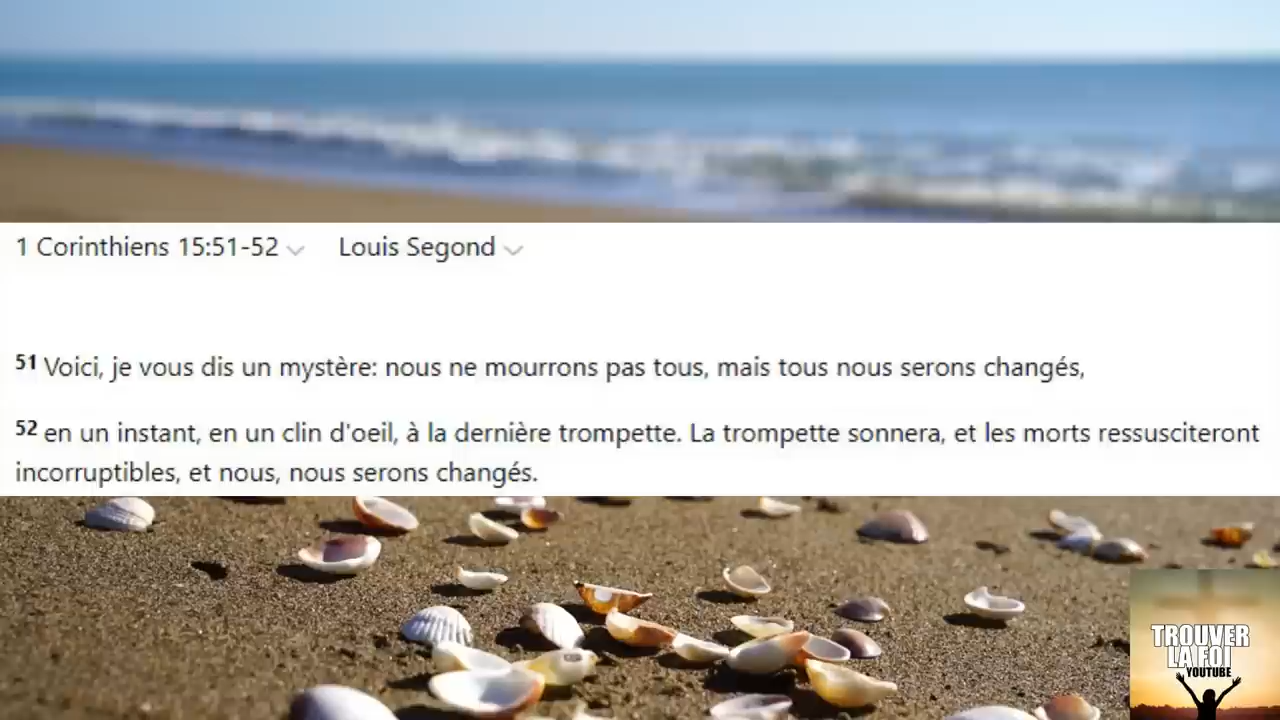 1 Corinthiens 15:51-52 Louis Segond
51 Voici, je vous dis un mystère: nous ne mourrons pas tous, mais tous nous serons changés,
52 en un instant, en un clin d'oeil, à la dernière trompette. La trompette sonnera, et les morts ressusciteront
incorruptibles, et nous, nous serons changés.
TROUVER
LA FOI
YOUTUBE